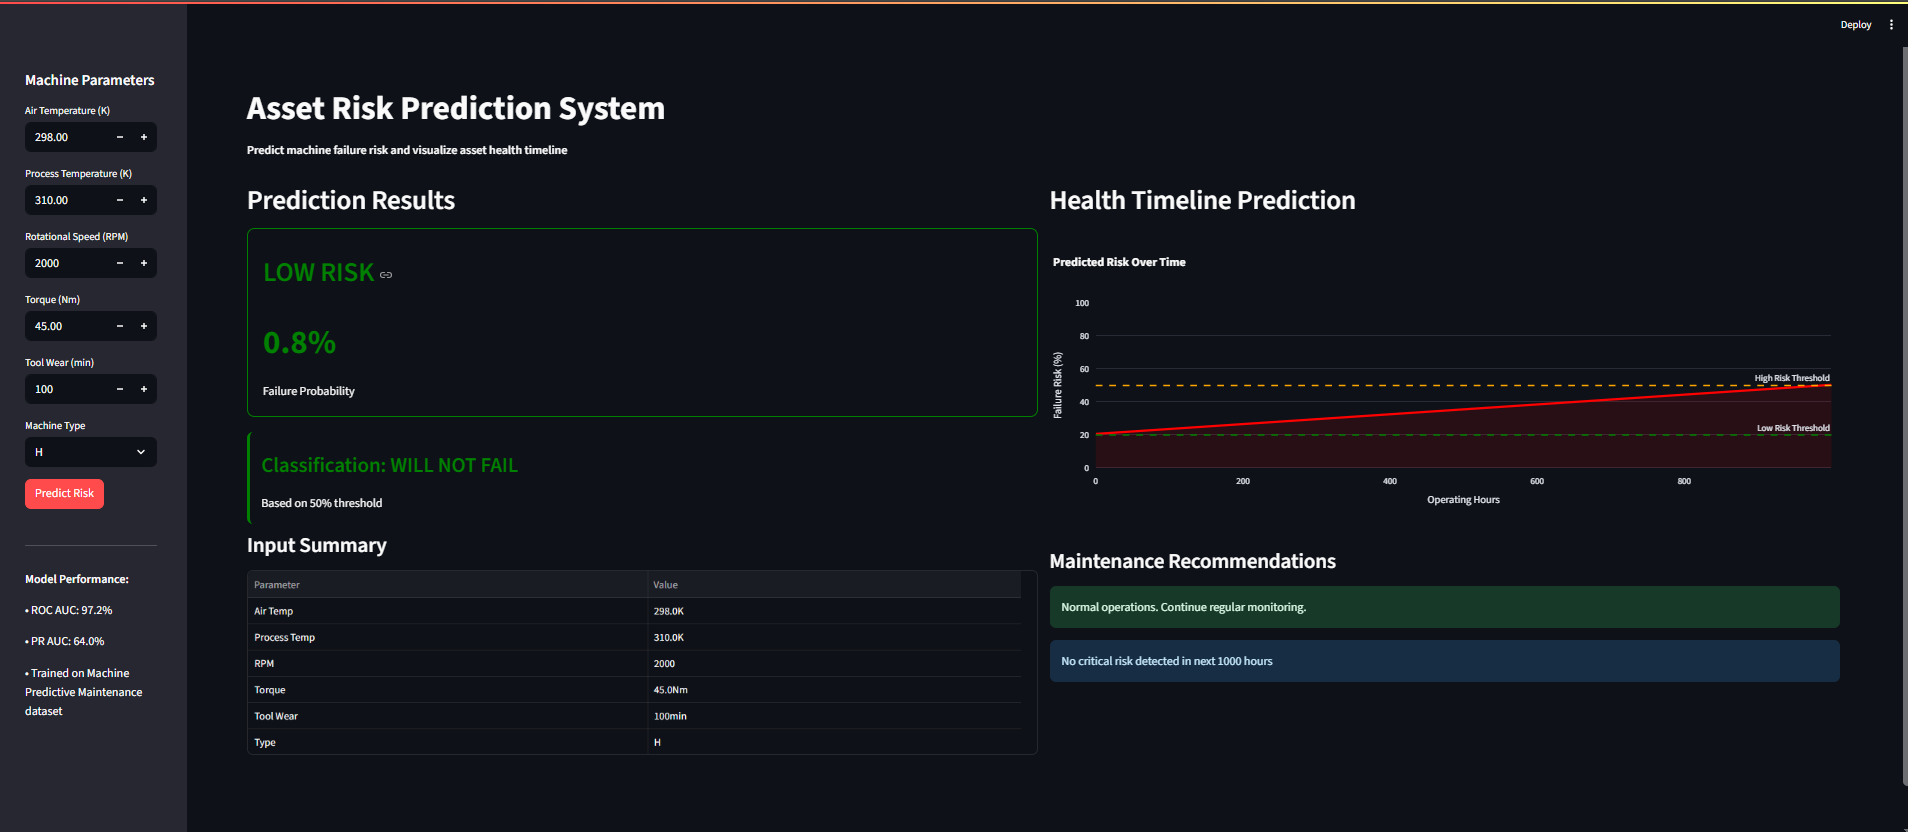 Deploy
Machine Parameters
Air Temperature (K)
298.00
Process Temperature (K)
310.00
Rotational Speed (RPM)
2000
Torque (Nm)
45.00
Tool Wear (min)
100
Machine Type
H
Predict Risk
Model Performance:
• ROC AUC: 97.2%
• PR AUC: 64.0%
• Trained on Machine
Predictive Maintenance
dataset
Asset Risk Prediction System
Predict machine failure risk and visualize asset health timeline
Prediction Results
LOW RISK
0.8%
Failure Probability
Classification: WILL NOT FAIL
Based on 50% threshold
Input Summary
Parameter Value
Air Temp 298.0K
Process Temp 310.0K
RPM 2000
Torque 45.0Nm
Tool Wear 100min
Type H
Health Timeline Prediction
Predicted Risk Over Time
100
80
60
40
20
0
Failure Risk (%)
High Risk Threshold
Low Risk Threshold
0 200 400 600 800
Operating Hours
Maintenance Recommendations
Normal operations. Continue regular monitoring.
No critical risk detected in next 1000 hours